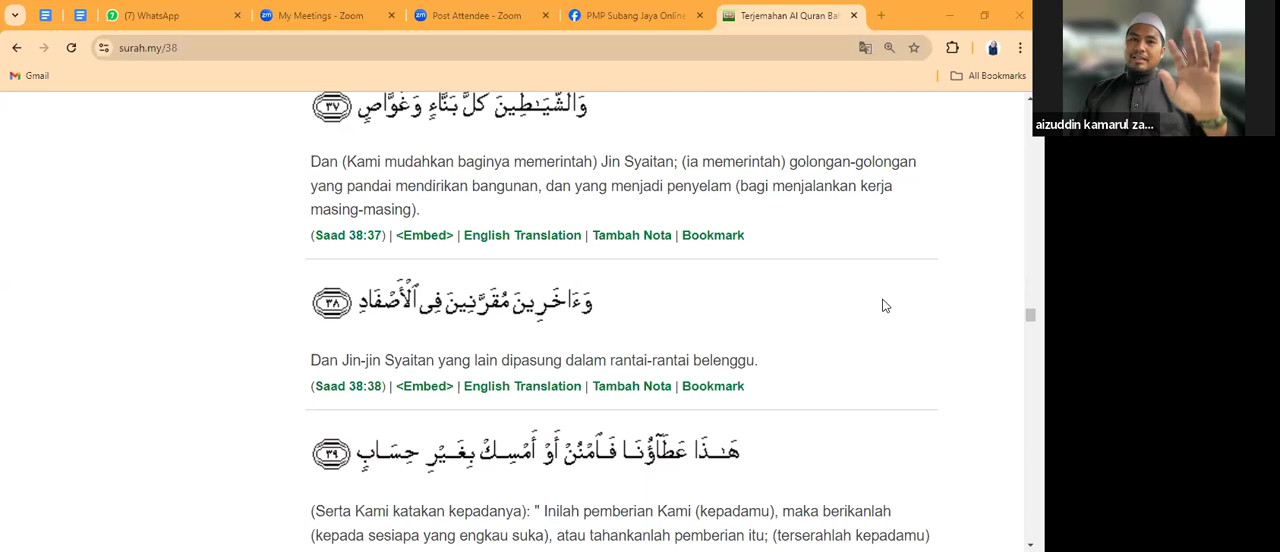 (7) WhatsApp
My Meetings - Zoom
Post Attendee - Zoom
PMP Subang Jaya Online
Terjemahan Al Quran Bah
surah.my/38
Gmail
All Bookmarks
aizuddin kamarul za...
وَالشَّيَـٰطِينَ كُلَّ بَنَّآءٍ وَغَوَّاصٍ ٣٧
Dan (Kami mudahkan baginya memerintah) Jin Syaitan; (ia memerintah) golongan-golongan
yang pandai mendirikan bangunan, dan yang menjadi penyelam (bagi menjalankan kerja
masing-masing).
(Saad 38:37) | <Embed> | English Translation | Tambah Nota | Bookmark
وَءَاخَرِينَ مُقَرَّنِينَ فِى ٱلْأَصْفَادِ ٣٨
Dan Jin-jin Syaitan yang lain dipasung dalam rantai-rantai belenggu.
(Saad 38:38) | <Embed> | English Translation | Tambah Nota | Bookmark
هَـٰذَا عَطَآؤُنَا فَٱمْنُنْ أَوْ أَمْسِكْ بِغَيْرِ حِسَابٍ ٣٩
(Serta Kami katakan kepadanya): " Inilah pemberian Kami (kepadamu), maka berikanlah
(kepada sesiapa yang engkau suka), atau tahankanlah pemberian itu; (terserahlah kepadamu)